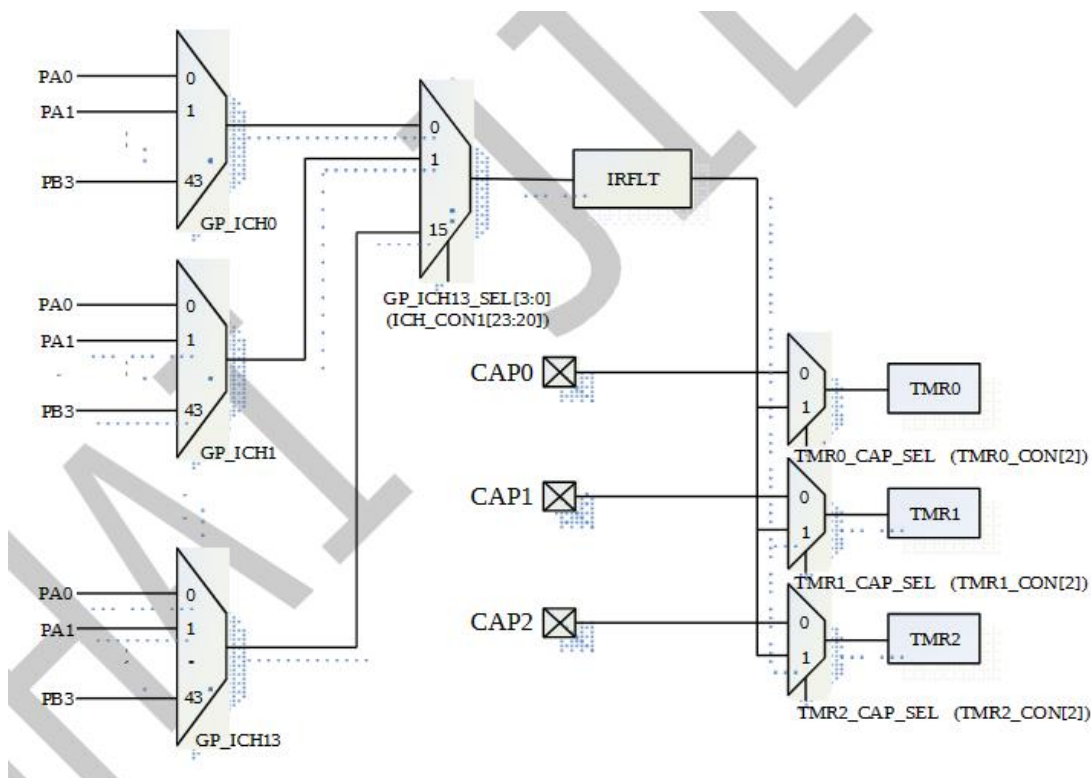 PA0
0
PA1
1
PB3
43
GP_ICH0
0
1
15
IRFLT
GP_ICH13_SEL[3:0]
(ICH_CON1[23:20])
PA0
0
PA1
1
PB3
43
GP_ICH1
CAP0
0
1
TMR0
TMR0_CAP_SEL (TMR0_CON[2])
CAP1
0
1
TMR1
TMR1_CAP_SEL (TMR1_CON[2])
PA0
0
PA1
1
PB3
43
GP_ICH13
CAP2
0
1
TMR2
TMR2_CAP_SEL (TMR2_CON[2])